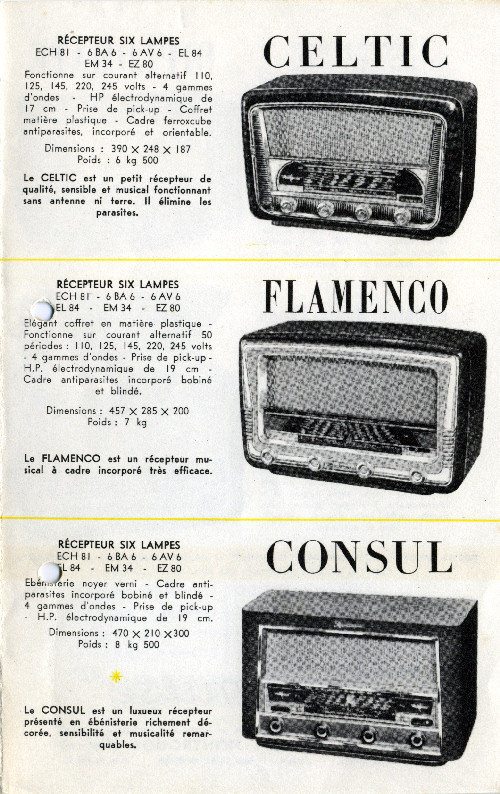 RÉCEPTEUR SIX LAMPES
ECH 81 - 6 BA 6 - 6 AV 6 - EL 84
EM 34 - EZ 80
Fonctionne sur courant alternatif 110,
125, 145, 220, 245 volts - 4 gammes
d'ondes - HP électrodynamique de
17 cm - Prise de pick-up - Coffret
matière plastique - Cadre ferroxcube
antiparasites, incorporé et orientable.
Dimensions : 390 × 248 × 187
Poids : 6 kg 500
Le CELTIC est un petit récepteur de
qualité, sensible et musical fonctionnant
sans antenne ni terre. Il élimine les
parasites.
CELTIC
RÉCEPTEUR SIX LAMPES
ECH 81 - 6 BA 6 - 6 AV 6
EL 84 - EM 34 - EZ 80
Elégant coffret en matière plastique -
Fonctionne sur courant alternatif 50
périodes : 110, 125, 145, 220, 245 volts
- 4 gammes d'ondes - Prise de pick-up -
H.P. électrodynamique de 19 cm -
Cadre antiparasites incorporé bobiné
et blindé.
Dimensions : 457 × 285 × 200
Poids : 7 kg
Le FLAMENCO est un récepteur mu-
sical à cadre incorporé très efficace.
FLAMENCO
RÉCEPTEUR SIX LAMPES
ECH 81 - 6 BA 6 - 6 AV 6
EL 84 - EM 34 - EZ 80
Ebénisterie noyer verni - Cadre anti-
parasites incorporé bobiné et blindé -
4 gammes d'ondes - Prise de pick-up
- H.P. électrodynamique de 19 cm.
Dimensions : 470 × 210 × 300
Poids : 8 kg 500
Le CONSUL est un luxueux récepteur
présenté en ébénisterie richement dé-
corée, sensibilité et musicalité remar-
quables.
CONSUL